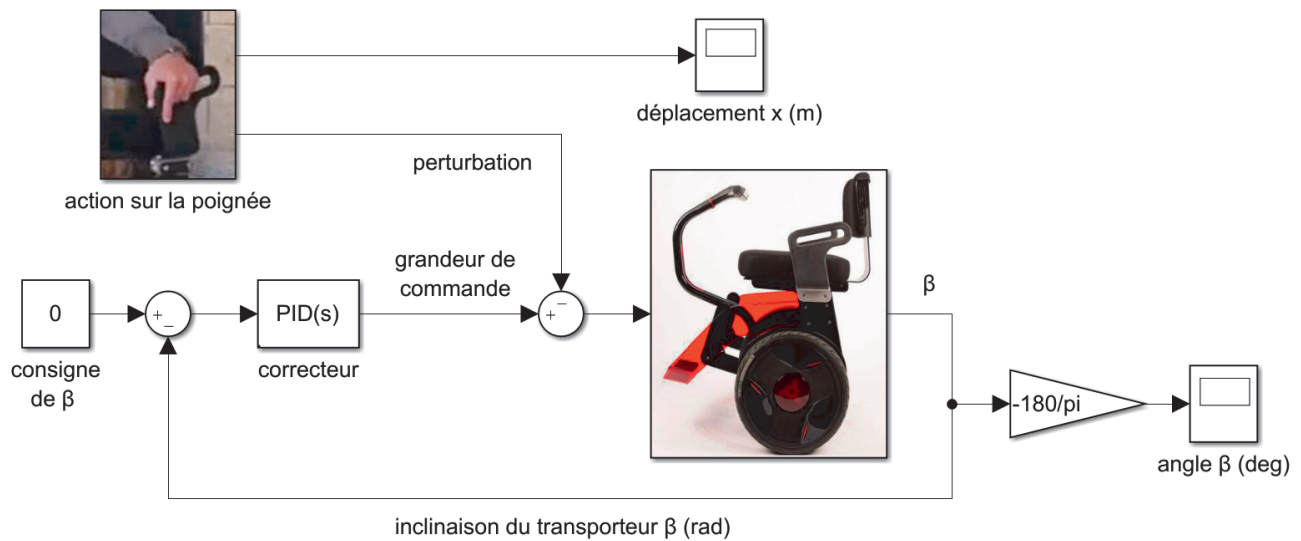 déplacement x (m)
perturbation
action sur la poignée
grandeur de
commande
β
0
+
−
PID(s)
−
+
consigne
de β
correcteur
-180/pi
angle β (deg)
inclinaison du transporteur β (rad)